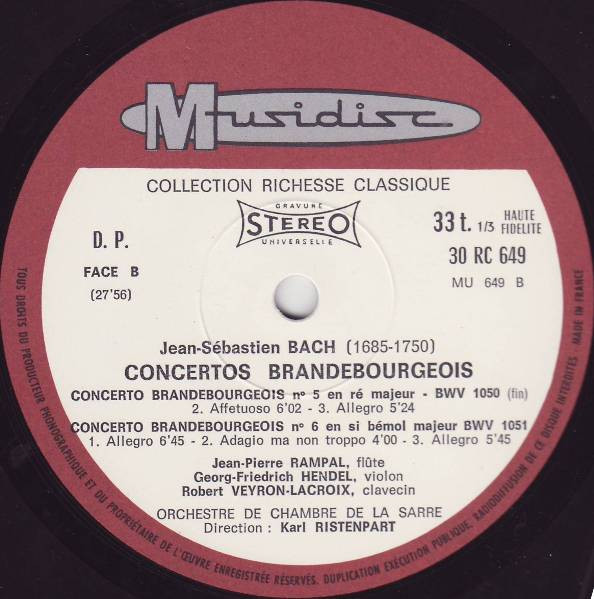 Musidisc
COLLECTION RICHESSE CLASSIQUE
GRAVURE
STEREO
UNIVERSELLE
D. P.
FACE B
(27'56)
33 t. 1/3 HAUTE FIDELITE
30 RC 649
MU 649 B
Jean-Sébastien BACH (1685-1750)
CONCERTOS BRANDEBOURGEOIS
CONCERTO BRANDEBOURGEOIS nº 5 en ré majeur - BWV 1050 (fin)
2. Affetuoso 6'02 - 3. Allegro 5'24
CONCERTO BRANDEBOURGEOIS nº 6 en si bémol majeur BWV 1051
1. Allegro 6'45 - 2. Adagio ma non troppo 4'00 - 3. Allegro 5'45
Jean-Pierre RAMPAL, flûte
Georg-Friedrich HENDEL, violon
Robert VEYRON-LACROIX, clavecin
ORCHESTRE DE CHAMBRE DE LA SARRE
Direction : Karl RISTENPART
TOUS DROITS DU PRODUCTEUR PHONOGRAPHIQUE ET DU PROPRIÉTAIRE DE L'ŒUVRE ENREGISTRÉE RÉSERVÉS. DUPLICATION EXÉCUTION PUBLIQUE, RADIODIFFUSION DE CE DISQUE INTERDITES • MADE IN FRANCE